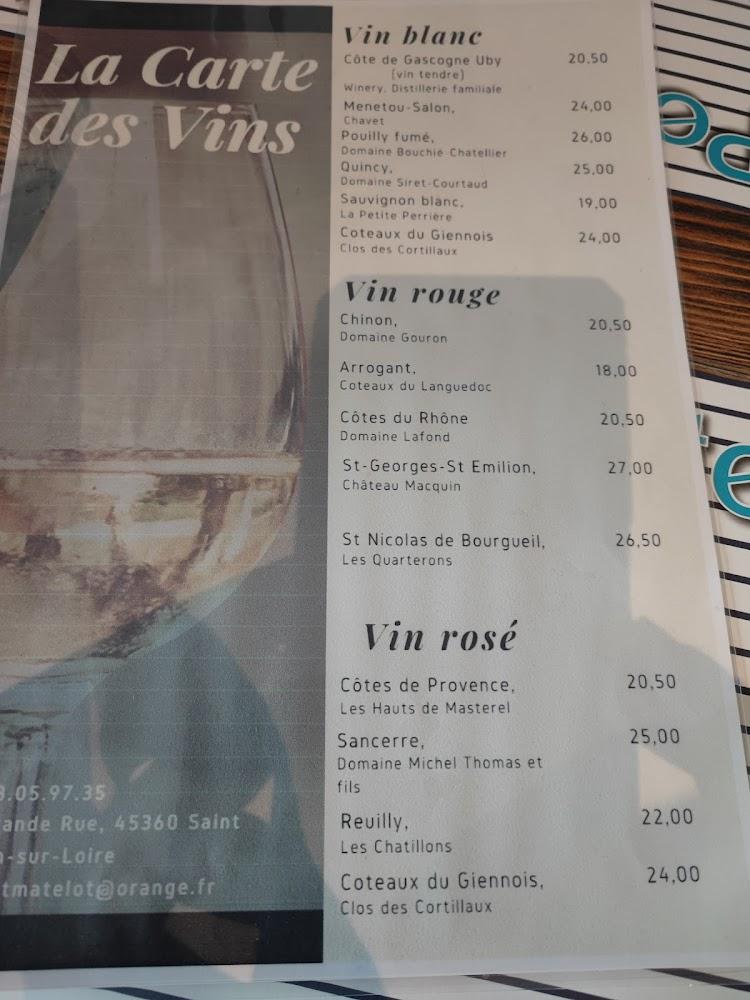 La Carte
des Vins
Vin blanc
Côte de Gascogne Uby 20,50
(vin tendre)
Winery, Distillerie familiale
Menetou-Salon, 24,00
Chavet
Pouilly fumé, 26,00
Domaine Bouchié-Chatellier
Quincy, 25,00
Domaine Siret-Courtaud
Sauvignon blanc, 19,00
La Petite Perrière
Coteaux du Giennois 24,00
Clos des Cortillaux
Vin rouge
Chinon, 20,50
Domaine Gouron
Arrogant, 18,00
Coteaux du Languedoc
Côtes du Rhône 20,50
Domaine Lafond
St-Georges-St Emilion, 27,00
Château Macquin
St Nicolas de Bourgueil, 26,50
Les Quarterons
Vin rosé
Côtes de Provence, 20,50
Les Hauts de Masterel
Sancerre, 25,00
Domaine Michel Thomas et
fils
Reuilly, 22,00
Les Chatillons
Coteaux du Giennois, 24,00
Clos des Cortillaux
.05.97.35
ande Rue, 45360 Saint
-sur-Loire
tmatelot@orange.fr